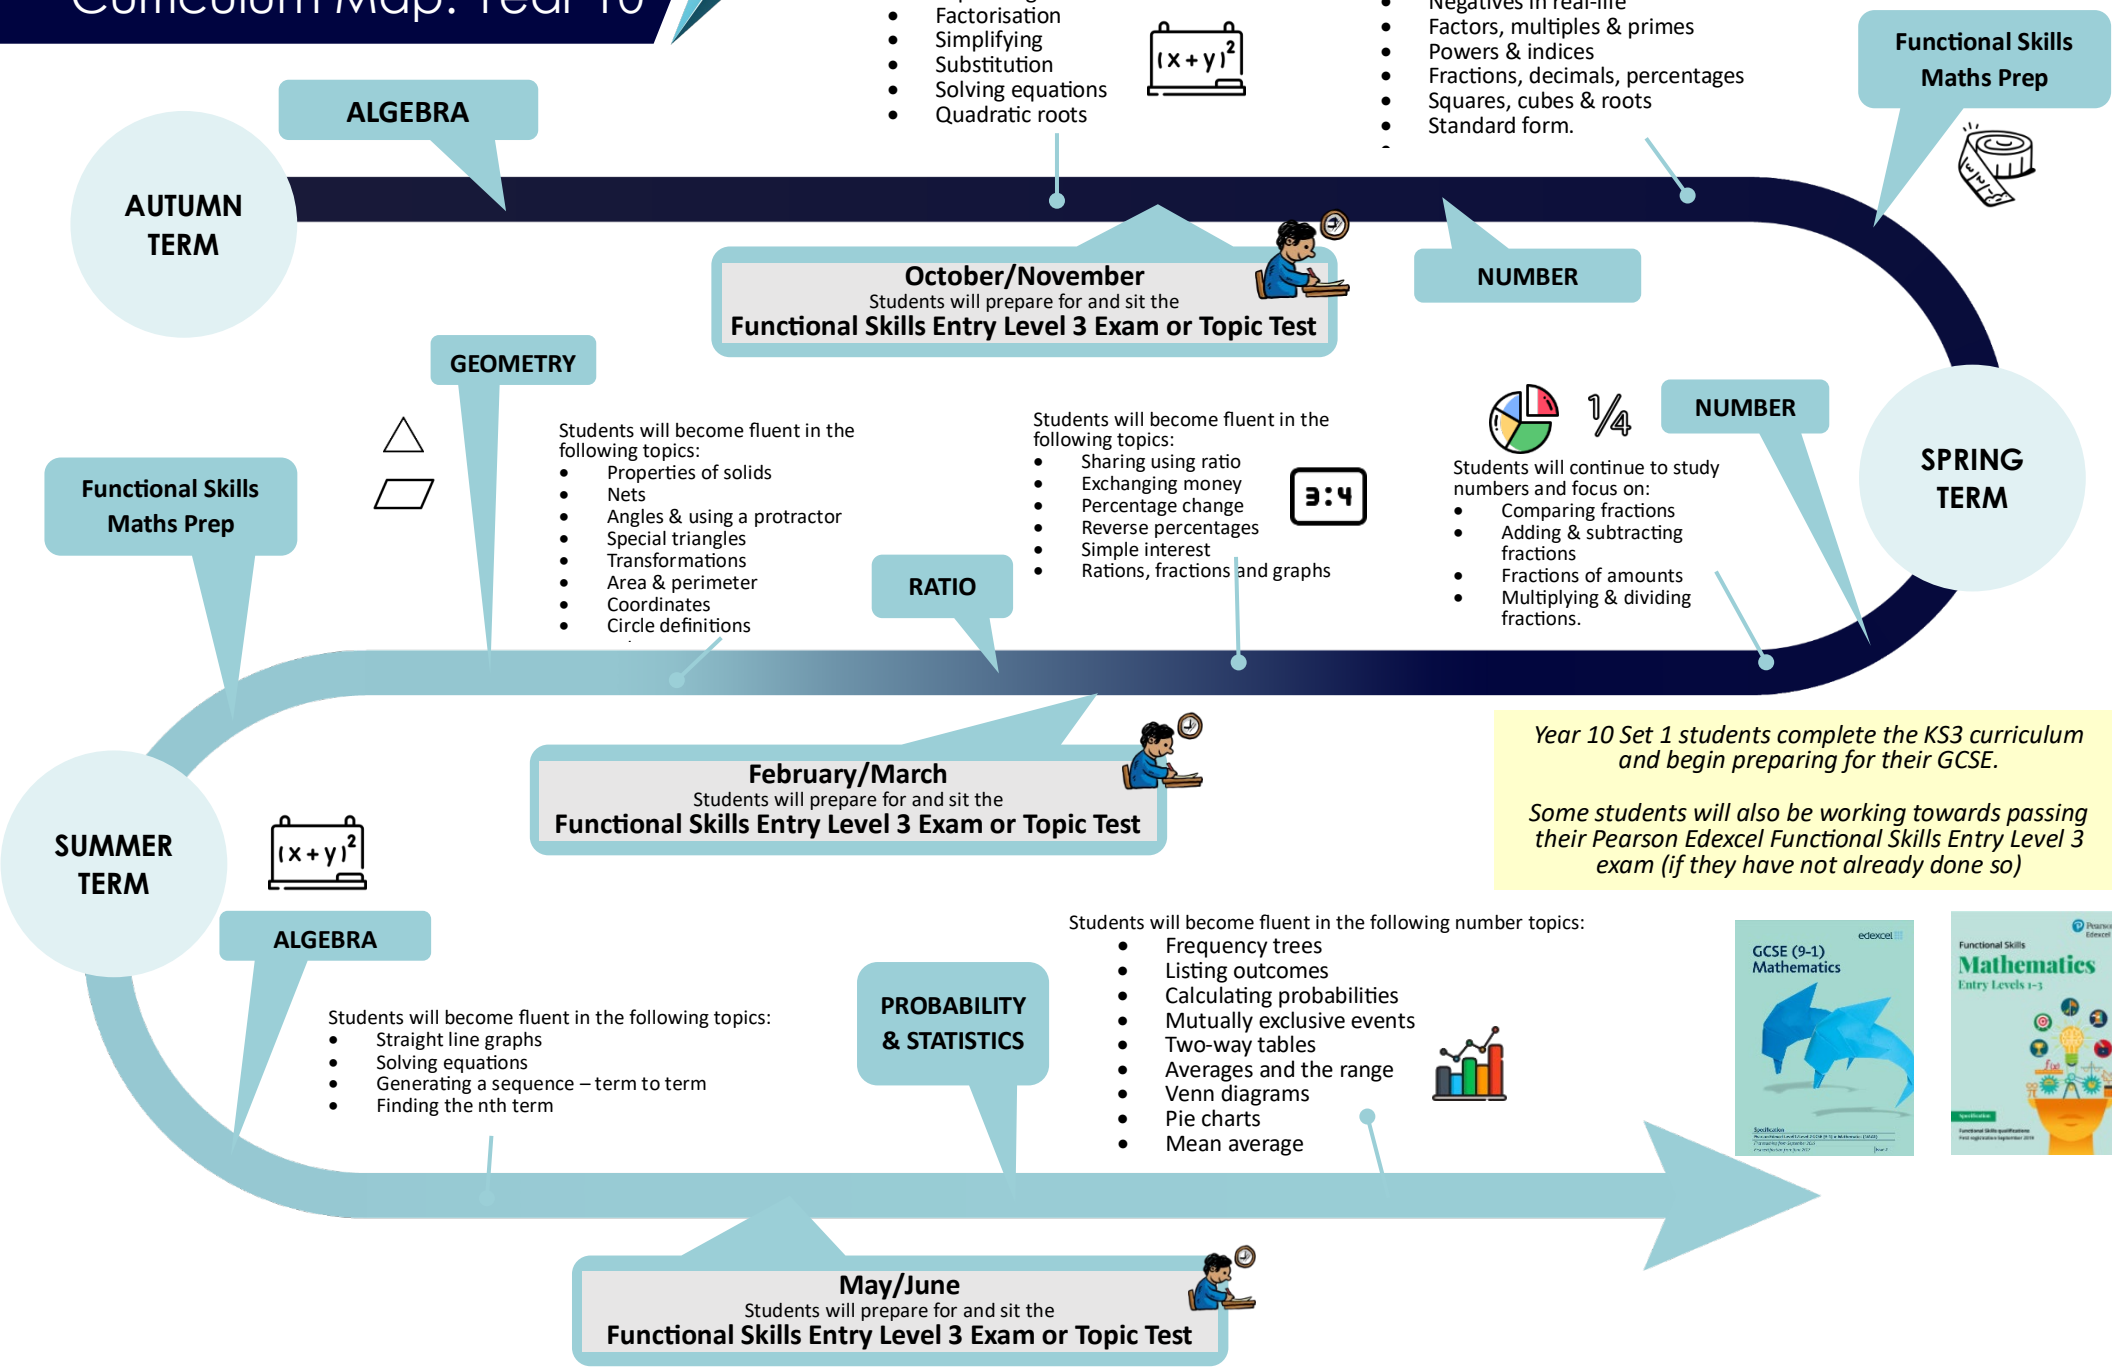 Curriculum Map: Year 10
Factorisation
Simplifying
Substitution
Solving equations
Quadratic roots
(x+y)²
Negatives in real-life
Factors, multiples & primes
Powers & indices
Fractions, decimals, percentages
Squares, cubes & roots
Standard form.
Functional Skills
Maths Prep
ALGEBRA
AUTUMN
TERM
October/November
Students will prepare for and sit the
Functional Skills Entry Level 3 Exam or Topic Test
NUMBER
GEOMETRY
Students will become fluent in the
following topics:
Properties of solids
Nets
Angles & using a protractor
Special triangles
Transformations
Area & perimeter
Coordinates
Circle definitions
Students will become fluent in the
following topics:
Sharing using ratio
Exchanging money
Percentage change
Reverse percentages
Simple interest
Rations, fractions and graphs
3:4
RATIO
1/4
NUMBER
Students will continue to study
numbers and focus on:
Comparing fractions
Adding & subtracting
fractions
Fractions of amounts
Multiplying & dividing
fractions.
SPRING
TERM
Functional Skills
Maths Prep
February/March
Students will prepare for and sit the
Functional Skills Entry Level 3 Exam or Topic Test
Year 10 Set 1 students complete the KS3 curriculum
and begin preparing for their GCSE.
Some students will also be working towards passing
their Pearson Edexcel Functional Skills Entry Level 3
exam (if they have not already done so)
SUMMER
TERM
(x+y)²
ALGEBRA
Students will become fluent in the following topics:
Straight line graphs
Solving equations
Generating a sequence – term to term
Finding the nth term
PROBABILITY
& STATISTICS
Students will become fluent in the following number topics:
Frequency trees
Listing outcomes
Calculating probabilities
Mutually exclusive events
Two-way tables
Averages and the range
Venn diagrams
Pie charts
Mean average
edexcel
GCSE (9-1)
Mathematics
Specification
Pearson
Edexcel
Functional Skills
Mathematics
Entry Levels 1-3
Specification
Functional Skills qualifications
First registration September 2019
May/June
Students will prepare for and sit the
Functional Skills Entry Level 3 Exam or Topic Test